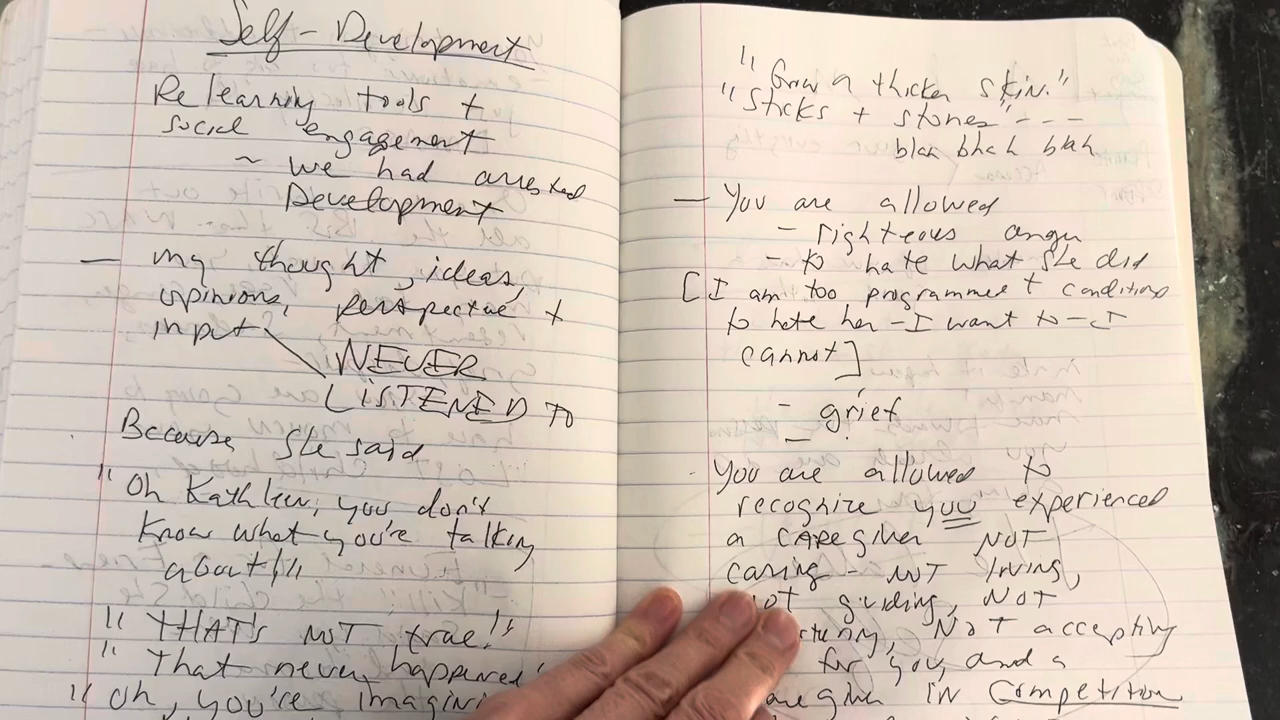 Self-Development
Relearning tools +
social engagement
~ we had arrested
Development
— my thought, ideas,
opinions, perspective +
input
NEVER
LISTENED TO
Because she said
" Oh Kathleen, you don't
know what you're talking
about!!!
" THAT's NOT true!"
" That never happened"
" Oh, you're imagini
" Grow a thicker skin."
" Sticks + stones" - - -
blah blah blah
— You are allowed
- righteous anger
- to hate what she did
[I am too programmed + conditioned
to hate her - I want to - I
cannot]
- grief
-
You are allowed to
recognize you experienced
a CAREgiver NOT
caring - NOT loving,
not guiding, NOT
NOT accepting
for you, and a
IN Competition